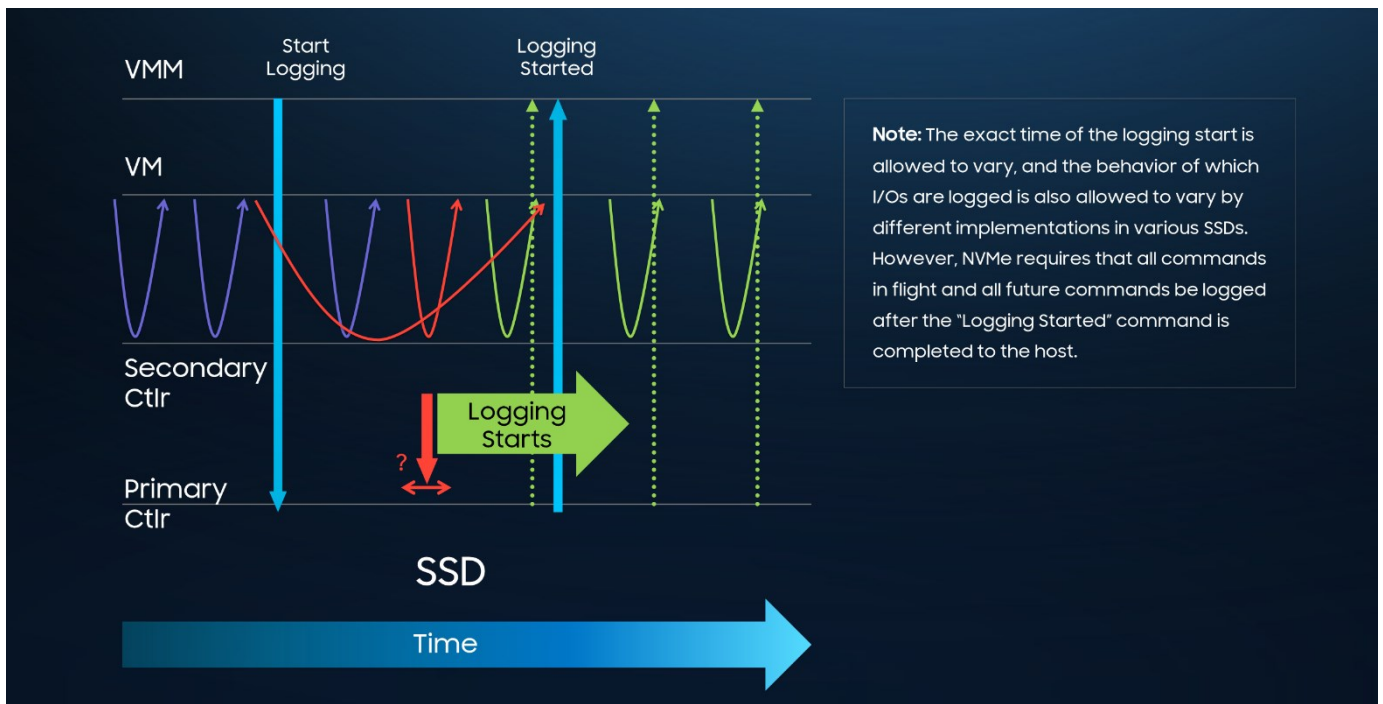 Start
Logging
Logging
Started
VMM
VM
Note: The exact time of the logging start is
allowed to vary, and the behavior of which
I/Os are logged is also allowed to vary by
different implementations in various SSDs.
However, NVMe requires that all commands
in flight and all future commands be logged
after the “Logging Started” command is
completed to the host.
Secondary
Ctlr
Logging
Starts
?
Primary
Ctlr
SSD
Time